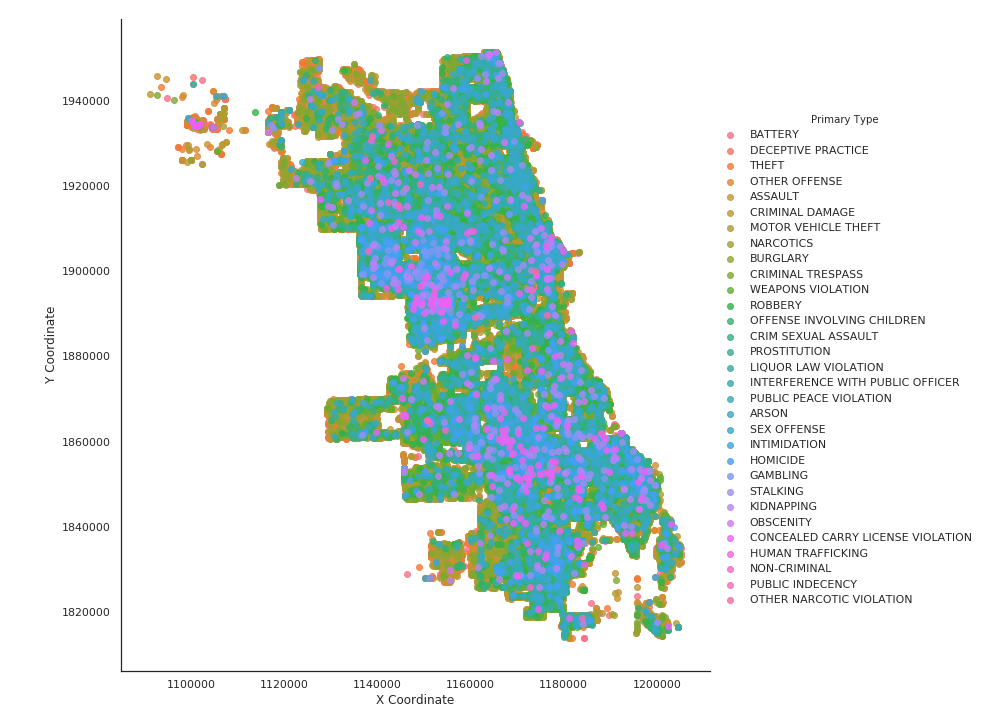 Primary Type
BATTERY
DECEPTIVE PRACTICE
THEFT
OTHER OFFENSE
ASSAULT
CRIMINAL DAMAGE
MOTOR VEHICLE THEFT
NARCOTICS
BURGLARY
CRIMINAL TRESPASS
WEAPONS VIOLATION
ROBBERY
OFFENSE INVOLVING CHILDREN
CRIM SEXUAL ASSAULT
PROSTITUTION
LIQUOR LAW VIOLATION
INTERFERENCE WITH PUBLIC OFFICER
PUBLIC PEACE VIOLATION
ARSON
SEX OFFENSE
INTIMIDATION
HOMICIDE
GAMBLING
STALKING
KIDNAPPING
OBSCENITY
CONCEALED CARRY LICENSE VIOLATION
HUMAN TRAFFICKING
NON-CRIMINAL
PUBLIC INDECENCY
OTHER NARCOTIC VIOLATION
Y Coordinate
1940000
1920000
1900000
1880000
1860000
1840000
1820000
1100000 1120000 1140000 1160000 1180000 1200000
X Coordinate